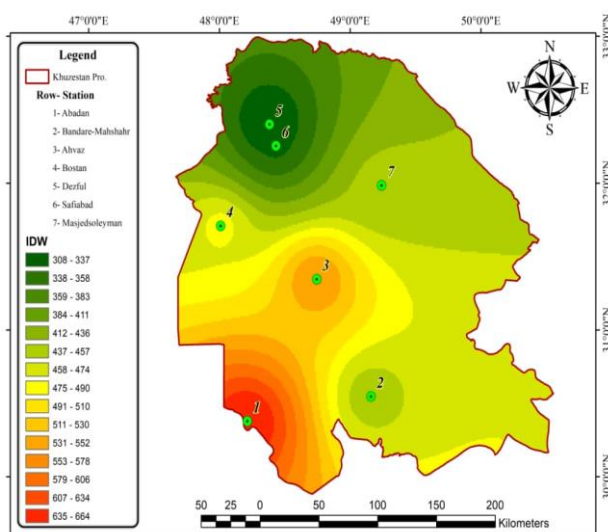 47°0'0"E 48°0'0"E 49°0'0"E 50°0'0"E
Legend
Khuzestan Pro.
Row- Station
1- Abadan
2- Bandare-Mahshahr
3- Ahvaz
4- Bostan
5- Dezful
6- Safiabad
7- Masjedsoleyman
IDW
308 - 337
338 - 358
359 - 383
384 - 411
412 - 436
437 - 457
458 - 474
475 - 490
491 - 510
511 - 530
531 - 552
553 - 578
579 - 606
607 - 634
635 - 664
N
W E
S
5
6
7
4
3
2
1
50 25 0 50 100 150 200
Kilometers